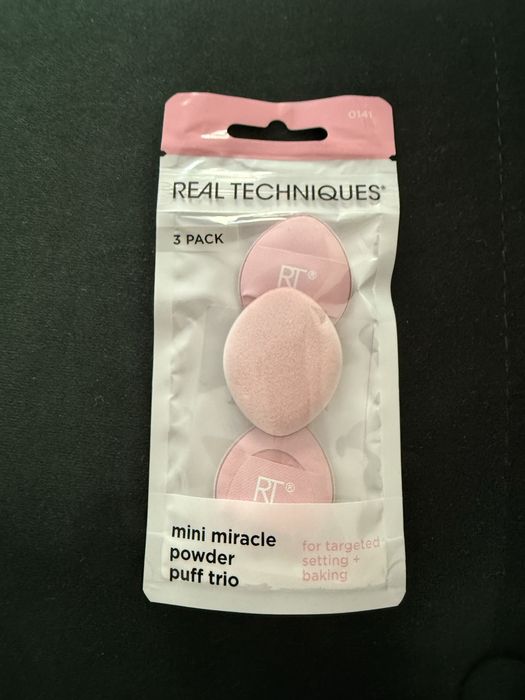 0141
REAL TECHNIQUES®
3 PACK
RT®
RT®
mini miracle
powder
puff trio
for targeted
setting +
baking